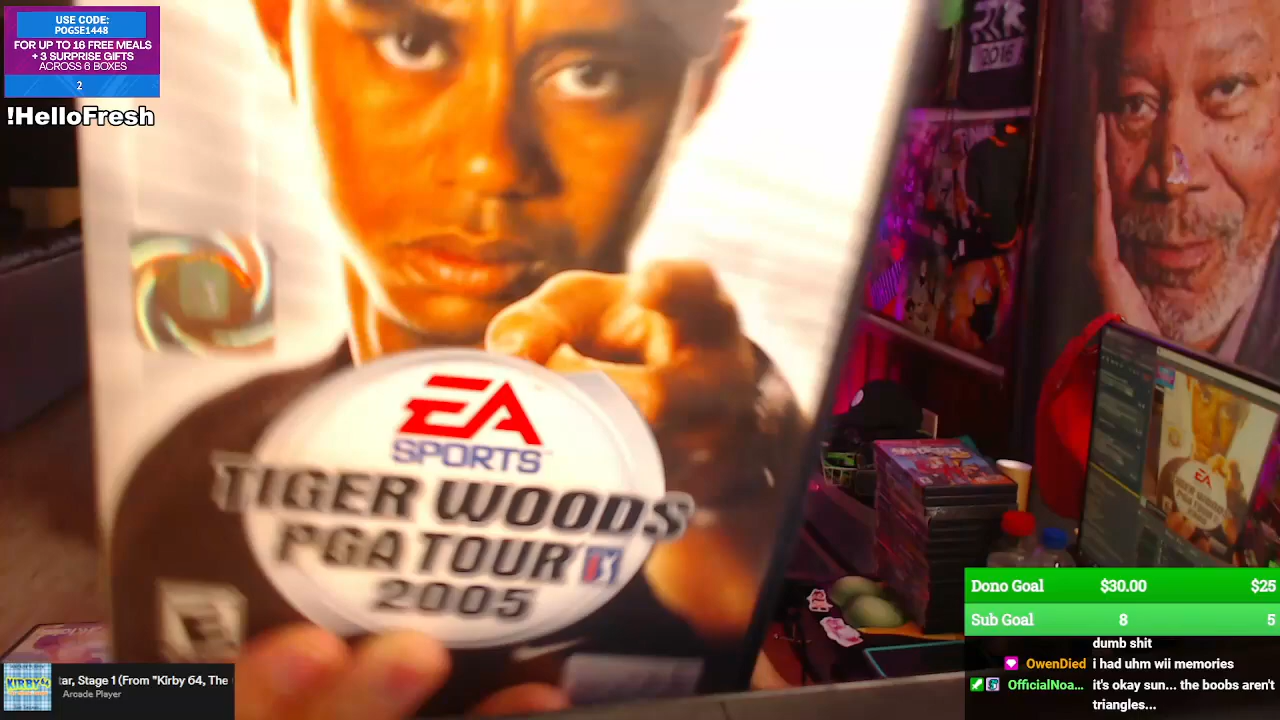 USE CODE:
POGSE1448
FOR UP TO 16 FREE MEALS
+ 3 SURPRISE GIFTS
ACROSS 6 BOXES
2
!HelloFresh
RTK
2016
EA
SPORTS
TIGER WOODS
PGA TOUR
2005
E
EA
Dono Goal $30.00 $25
Sub Goal 8 5
dumb shit
OwenDied i had uhm wii memories
OfficialNoa... it's okay sun... the boobs aren't
triangles...
KIRBY64
tar, Stage 1 (From "Kirby 64, The
Arcade Player